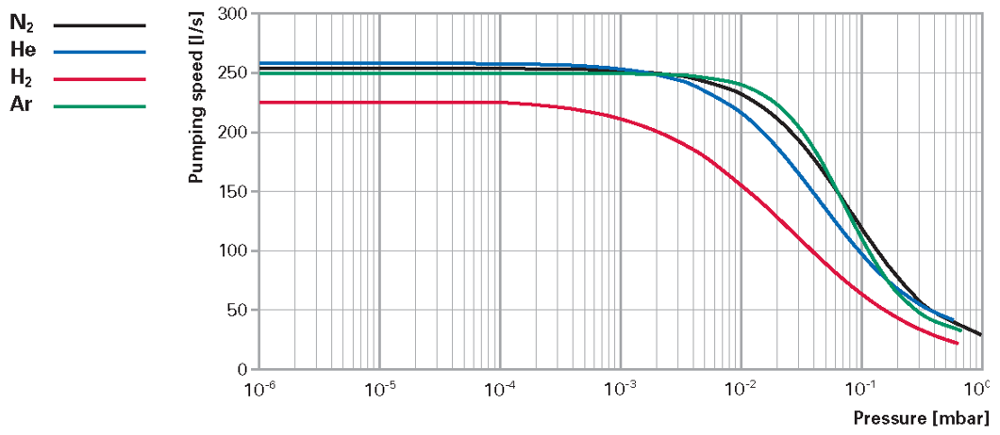 N₂
He
H₂
Ar
Pumping speed [l/s]
300
250
200
150
100
50
0
10⁻⁶ 10⁻⁵ 10⁻⁴ 10⁻³ 10⁻² 10⁻¹ 10⁰
Pressure [mbar]